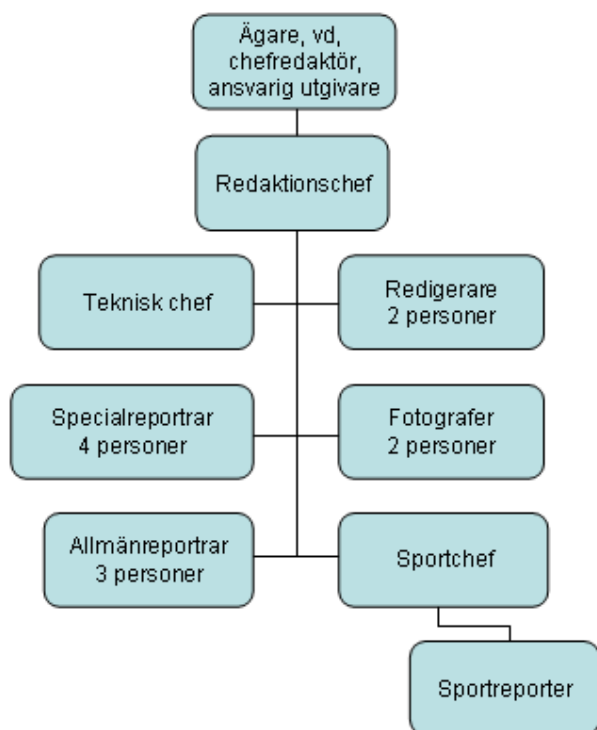 Ägare, vd,
chefredaktör,
ansvarig utgivare
Redaktionschef
Teknisk chef
Redigerare
2 personer
Specialreportrar
4 personer
Fotografer
2 personer
Allmänreportrar
3 personer
Sportchef
Sportreporter